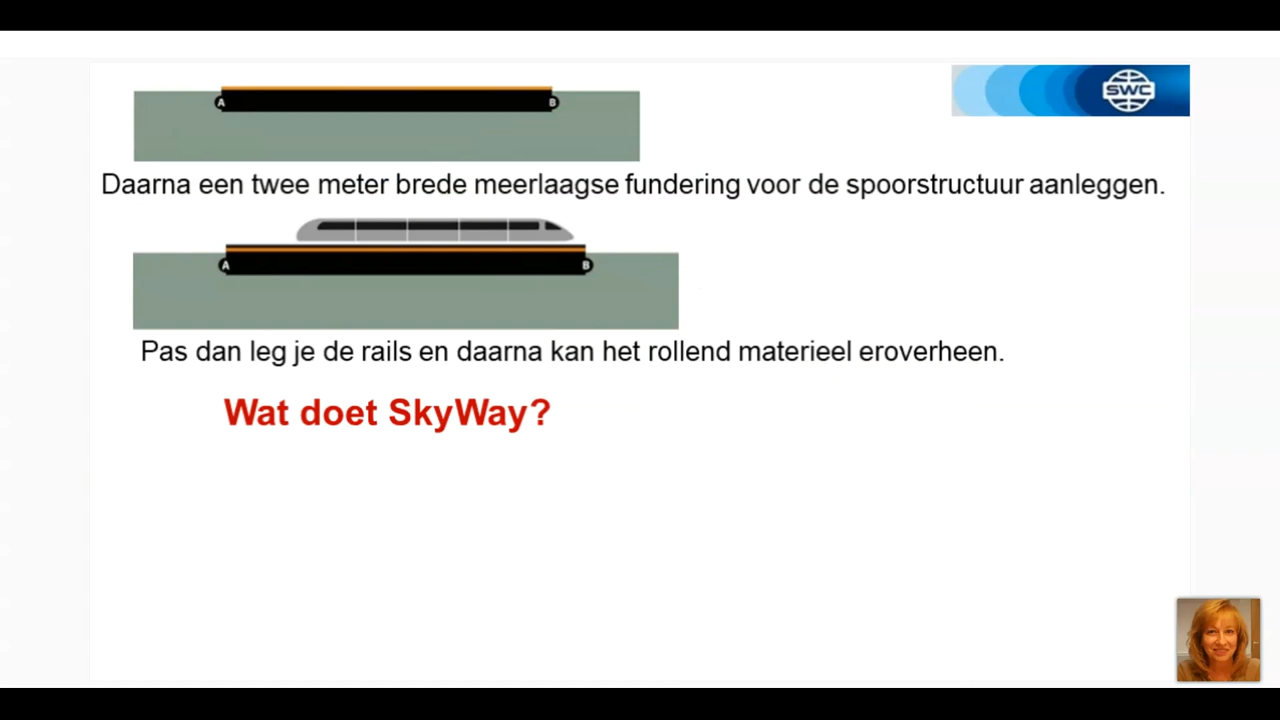 A B
SWC
Daarna een twee meter brede meerlaagse fundering voor de spoorstructuur aanleggen.
A B
Pas dan leg je de rails en daarna kan het rollend materieel eroverheen.
Wat doet SkyWay?